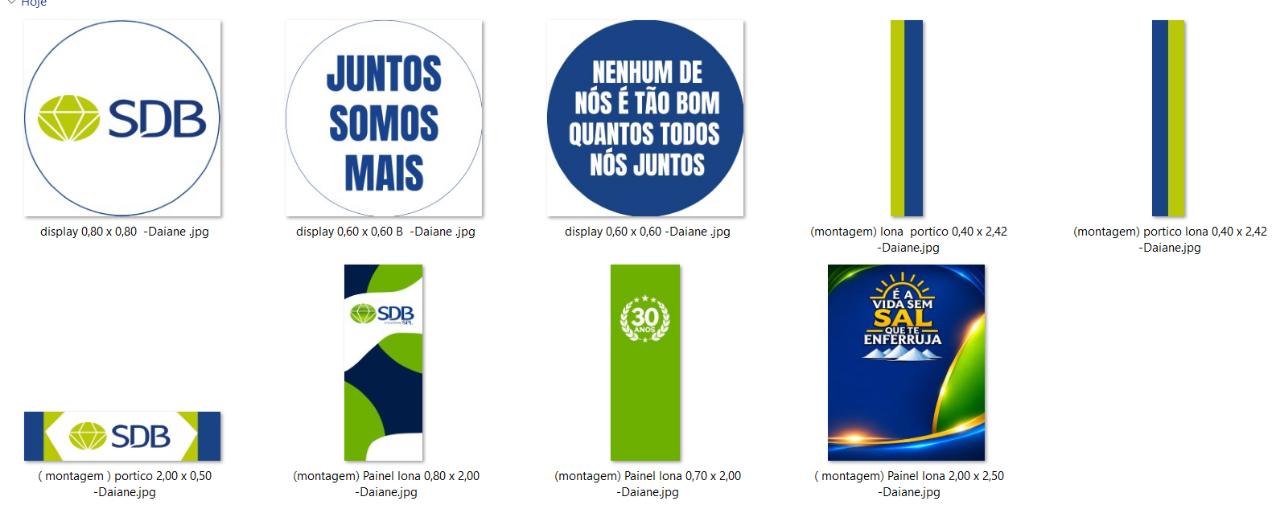 Hoje
SDB
JUNTOS
SOMOS
MAIS
NENHUM DE
NÓS É TÃO BOM
QUANTOS TODOS
NÓS JUNTOS
display 0,80 x 0,80 -Daiane .jpg
display 0,60 x 0,60 B -Daiane .jpg
display 0,60 x 0,60 -Daiane .jpg
(montagem) lona portico 0,40 x 2,42
-Daiane.jpg
(montagem) portico lona 0,40 x 2,42
-Daiane.jpg
SDB
SDB
30
ANOS
É A
VIDA SEM
SAL
QUE TE
ENFERRUJA
( montagem ) portico 2,00 x 0,50
-Daiane.jpg
(montagem) Painel lona 0,80 x 2,00
-Daiane.jpg
(montagem) Painel lona 0,70 x 2,00
-Daiane.jpg
( montagem) Painel lona 2,00 x 2,50
-Daiane.jpg